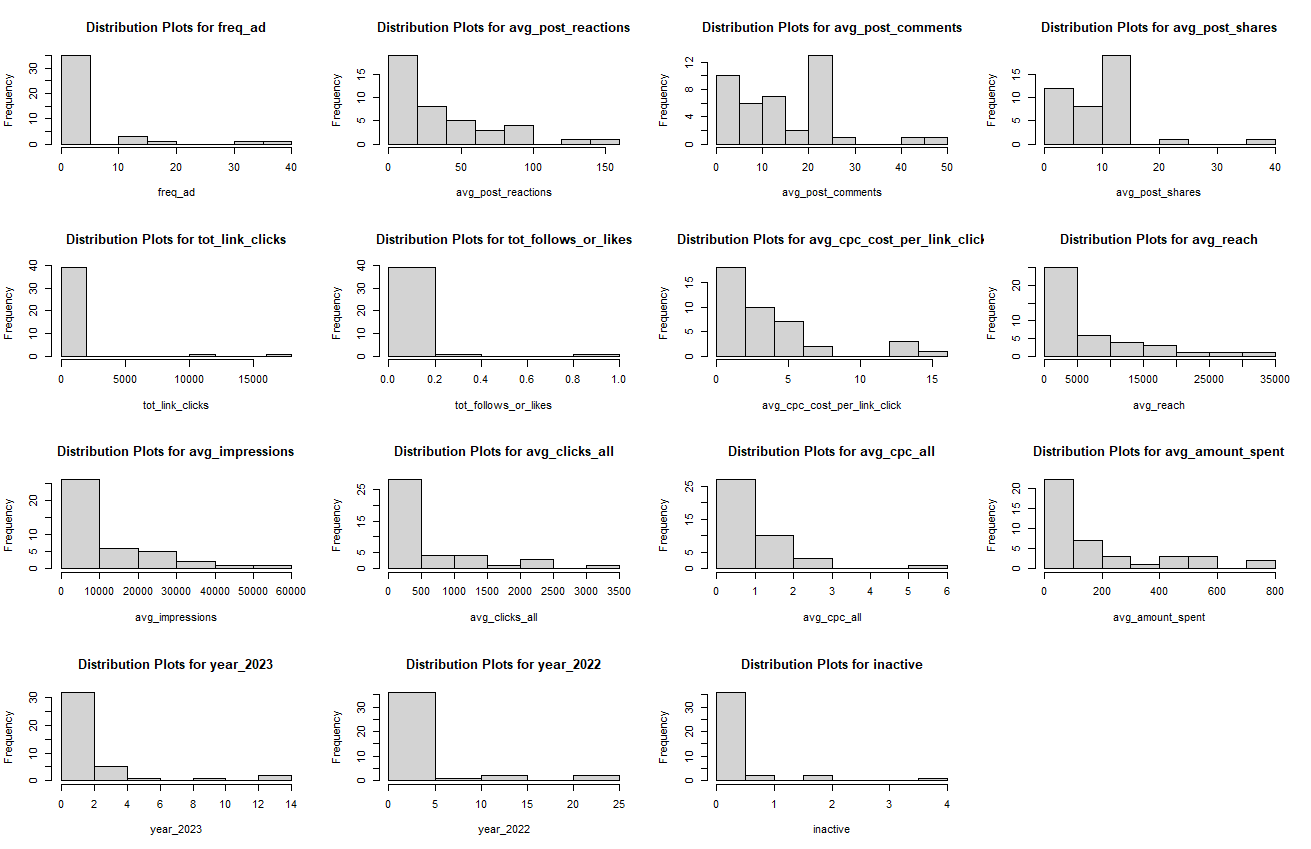 Distribution Plots for freq_ad
Frequency
0 5 15 20 30
0 10 20 30 40
freq_ad
Distribution Plots for avg_post_reactions
Frequency
0 5 10 15
0 50 100 150
avg_post_reactions
Distribution Plots for avg_post_comments
Frequency
0 4 8 12
0 10 20 30 40 50
avg_post_comments
Distribution Plots for avg_post_shares
Frequency
0 5 10 15
0 10 20 30 40
avg_post_shares
Distribution Plots for tot_link_clicks
Frequency
0 10 20 30 40
0 5000 10000 15000
tot_link_clicks
Distribution Plots for tot_follows_or_likes
Frequency
0 10 20 30 40
0.0 0.2 0.4 0.6 0.8 1.0
tot_follows_or_likes
Distribution Plots for avg_cpc_cost_per_link_click
Frequency
0 5 10 15
0 5 10 15
avg_cpc_cost_per_link_click
Distribution Plots for avg_reach
Frequency
0 5 10 20
0 5000 15000 25000 35000
avg_reach
Distribution Plots for avg_impressions
Frequency
0 5 10 20
0 10000 20000 30000 40000 50000 60000
avg_impressions
Distribution Plots for avg_clicks_all
Frequency
0 5 15 25
0 500 1000 1500 2000 2500 3000 3500
avg_clicks_all
Distribution Plots for avg_cpc_all
Frequency
0 5 15 25
0 1 2 3 4 5 6
avg_cpc_all
Distribution Plots for avg_amount_spent
Frequency
0 5 10 15 20
0 200 400 600 800
avg_amount_spent
Distribution Plots for year_2023
Frequency
0 10 20 30
0 2 4 6 8 10 12 14
year_2023
Distribution Plots for year_2022
Frequency
0 10 20 30
0 5 10 15 20 25
year_2022
Distribution Plots for inactive
Frequency
0 10 20 30
0 1 2 3 4
inactive